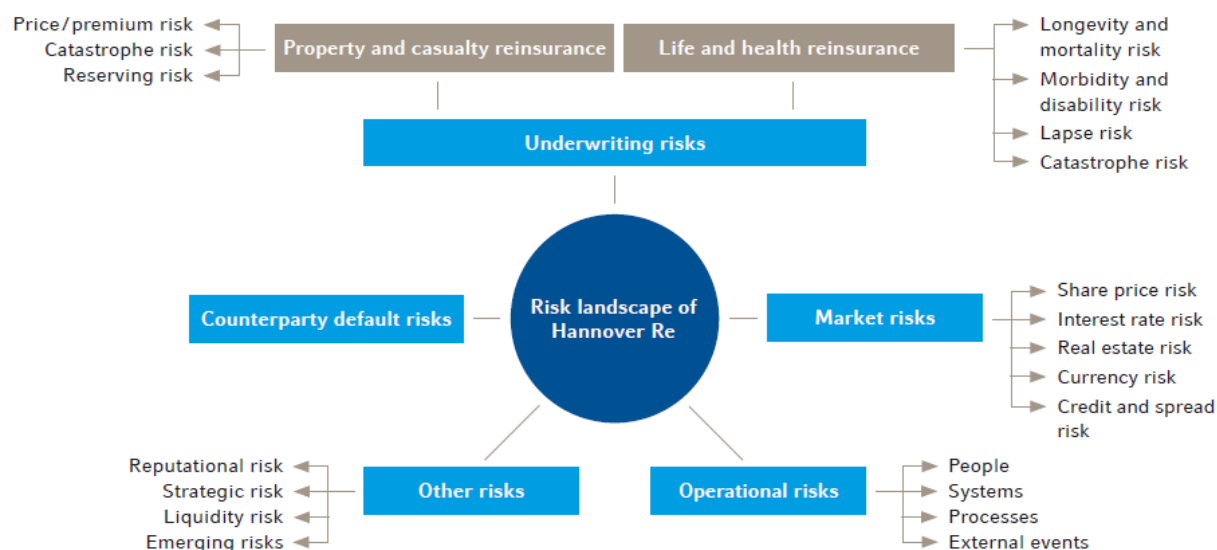 Price/premium risk
Catastrophe risk
Reserving risk
Property and casualty reinsurance
Life and health reinsurance
Longevity and
mortality risk
Morbidity and
disability risk
Lapse risk
Catastrophe risk
Underwriting risks
Counterparty default risks
Risk landscape of
Hannover Re
Market risks
Share price risk
Interest rate risk
Real estate risk
Currency risk
Credit and spread
risk
Reputational risk
Strategic risk
Liquidity risk
Emerging risks
Other risks
Operational risks
People
Systems
Processes
External events